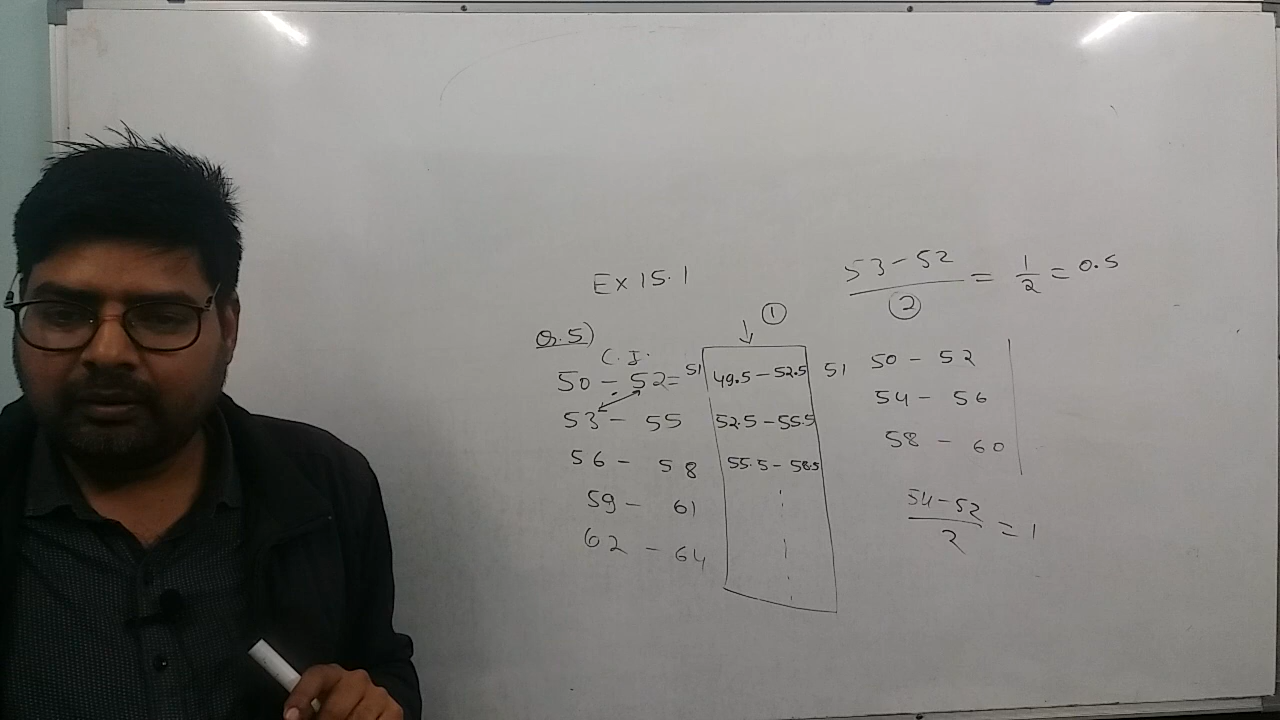 Ex 15.1
53 - 52 / 2 = 1/2 = 0.5
①
Q.5)
C.I.
50 - 52 = 51 49.5 - 52.5 51
53 - 55 52.5 - 55.5
56 - 58 55.5 - 58.5
59 - 61
62 - 64
50 - 52
54 - 56
58 - 60
54 - 52 / 2 = 1